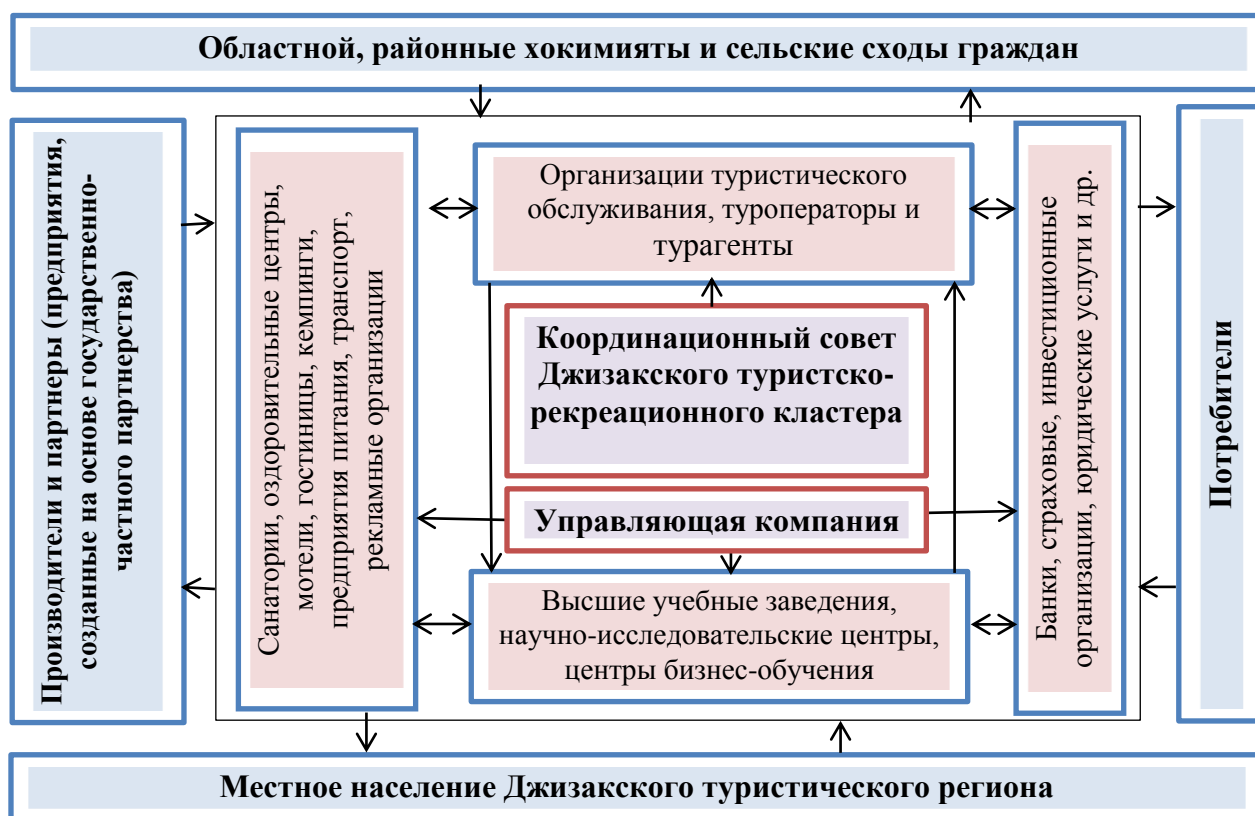 Областной, районные хокимияты и сельские сходы граждан
Производители и партнеры (предприятия,
созданные на основе государственно-
частного партнерства)
Санатории, оздоровительные центры,
мотели, гостиницы, кемпинги,
предприятия питания, транспорт,
рекламные организации
Организации туристического
обслуживания, туроператоры и
турагенты
Координационный совет
Джизакского туристско-
рекреационного кластера
Управляющая компания
Высшие учебные заведения,
научно-исследовательские центры,
центры бизнес-обучения
Банки, страховые, инвестиционные
организации, юридические услуги и др.
Потребители
Местное население Джизакского туристического региона